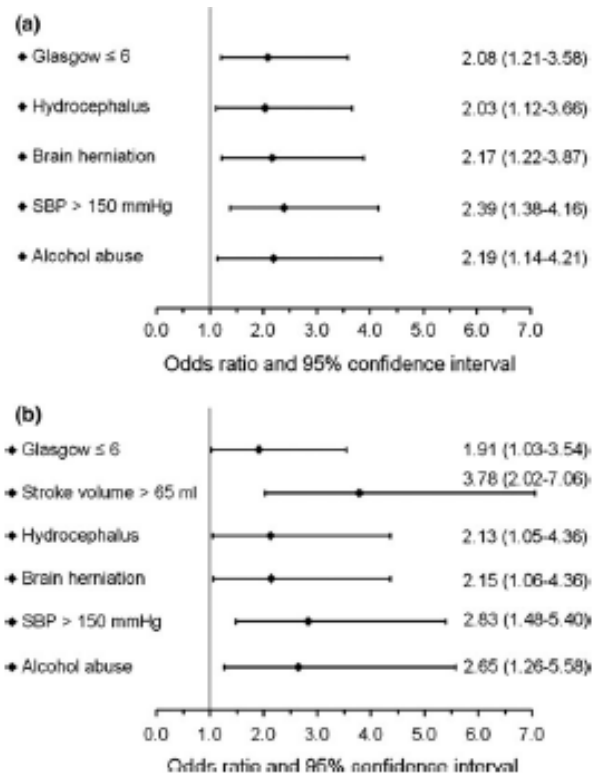 (a)
Glasgow ≤ 6 2.08 (1.21-3.58)
Hydrocephalus 2.03 (1.12-3.66)
Brain herniation 2.17 (1.22-3.87)
SBP > 150 mmHg 2.39 (1.38-4.16)
Alcohol abuse 2.19 (1.14-4.21)
0.0 1.0 2.0 3.0 4.0 5.0 6.0 7.0
Odds ratio and 95% confidence interval
(b)
Glasgow ≤ 6 1.91 (1.03-3.54)
Stroke volume > 65 ml 3.78 (2.02-7.06)
Hydrocephalus 2.13 (1.05-4.36)
Brain herniation 2.15 (1.06-4.36)
SBP > 150 mmHg 2.83 (1.48-5.40)
Alcohol abuse 2.65 (1.26-5.58)
0.0 1.0 2.0 3.0 4.0 5.0 6.0 7.0
Odds ratio and 95% confidence interval